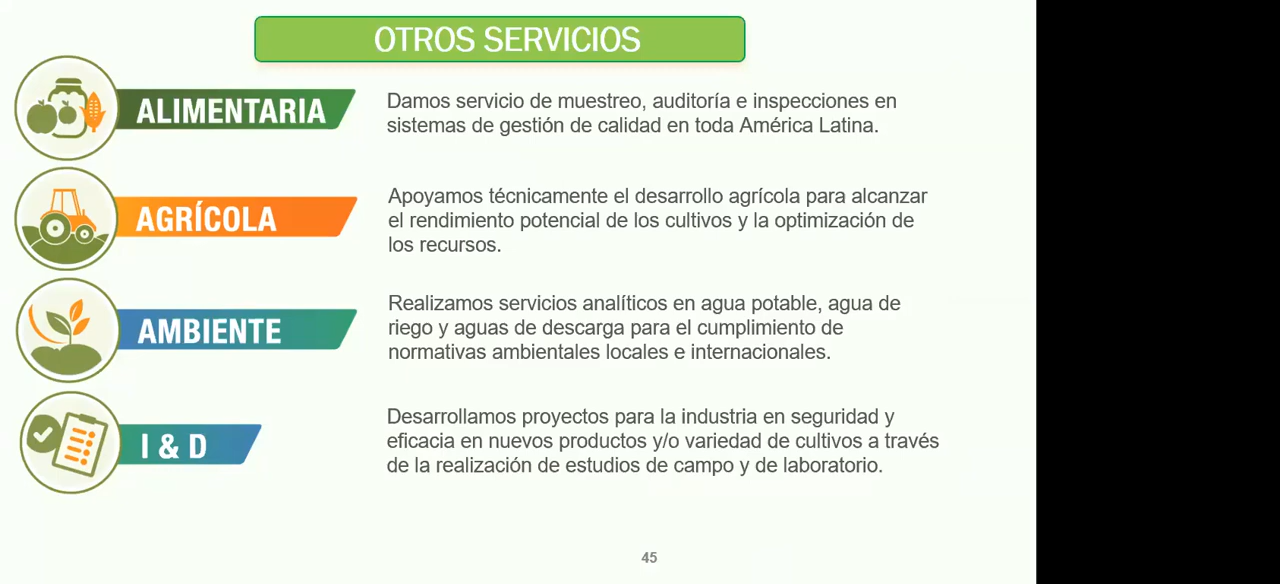 OTROS SERVICIOS
ALIMENTARIA
Damos servicio de muestreo, auditoría e inspecciones en
sistemas de gestión de calidad en toda América Latina.
AGRÍCOLA
Apoyamos técnicamente el desarrollo agrícola para alcanzar
el rendimiento potencial de los cultivos y la optimización de
los recursos.
AMBIENTE
Realizamos servicios analíticos en agua potable, agua de
riego y aguas de descarga para el cumplimiento de
normativas ambientales locales e internacionales.
I & D
Desarrollamos proyectos para la industria en seguridad y
eficacia en nuevos productos y/o variedad de cultivos a través
de la realización de estudios de campo y de laboratorio.
45